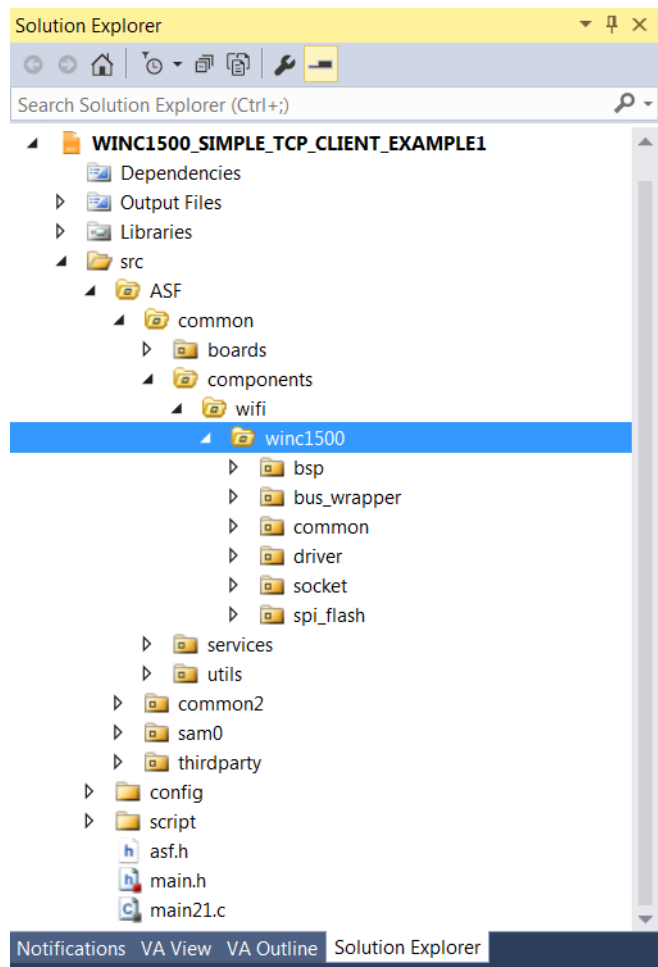 Solution Explorer
Search Solution Explorer (Ctrl+;)
WINC1500_SIMPLE_TCP_CLIENT_EXAMPLE1
Dependencies
Output Files
Libraries
src
ASF
common
boards
components
wifi
winc1500
bsp
bus_wrapper
common
driver
socket
spi_flash
services
utils
common2
sam0
thirdparty
config
script
asf.h
main.h
main21.c
Notifications VA View VA Outline Solution Explorer